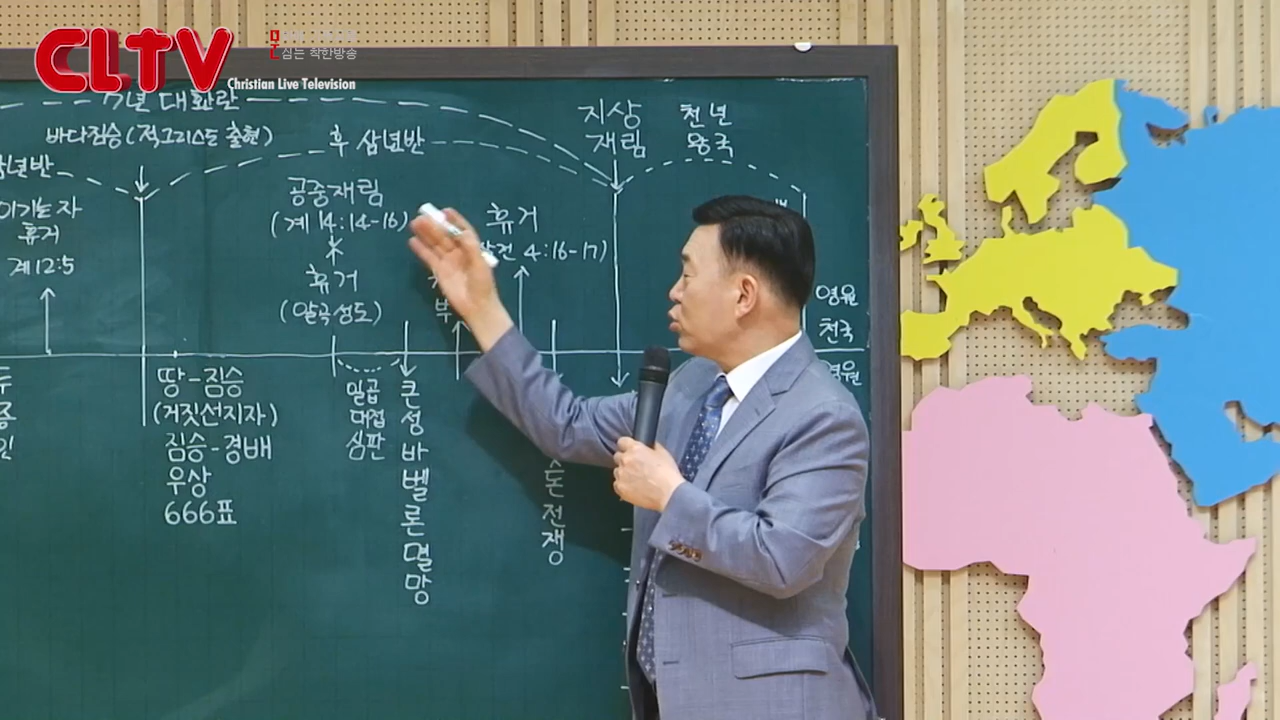 CLTV
심는 착한방송
Christian Live Television
7년 대환란
바다짐승(적그리스도 출현)
후 삼년반
지상
재림
천년
왕국
이기는자
휴거
계12:5
공중재림
(계 14:14-16)
휴거
(알곡성도)
휴거
4:16-17)
영원
천국
영원
땅-짐승
(거짓선지자)
짐승-경배
우상
666표
일곱
대접
심판
큰
성
바
벨
론
멸
망
돈
전
쟁